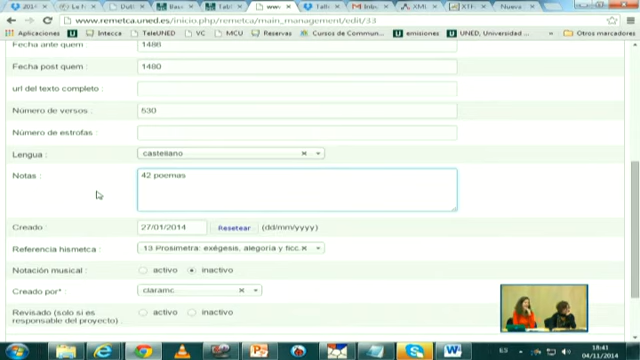 www.remetca.uned.es/inicio.php/remetca/main_management/edit/33
Aplicaciones Intecca TeleUNED VC MCU Reservas Cursos de Commun... emisiones UNED, Universidad ... » Otros marcadores
Fecha ante quem 1486
Fecha post quem : 1480
url del texto completo :
Número de versos : 530
Número de estrofas :
Lengua : castellano
Notas : 42 poemas
Creado: 27/01/2014 Resetear (dd/mm/yyyy)
Referencia hismetca : 13 Prosimetra: exégesis, alegoría y ficc.
Notación musical : activo inactivo
Creado por* : claramc.
Revisado (solo si es responsable del proyecto) : activo inactivo
ES 18:41
04/11/2014